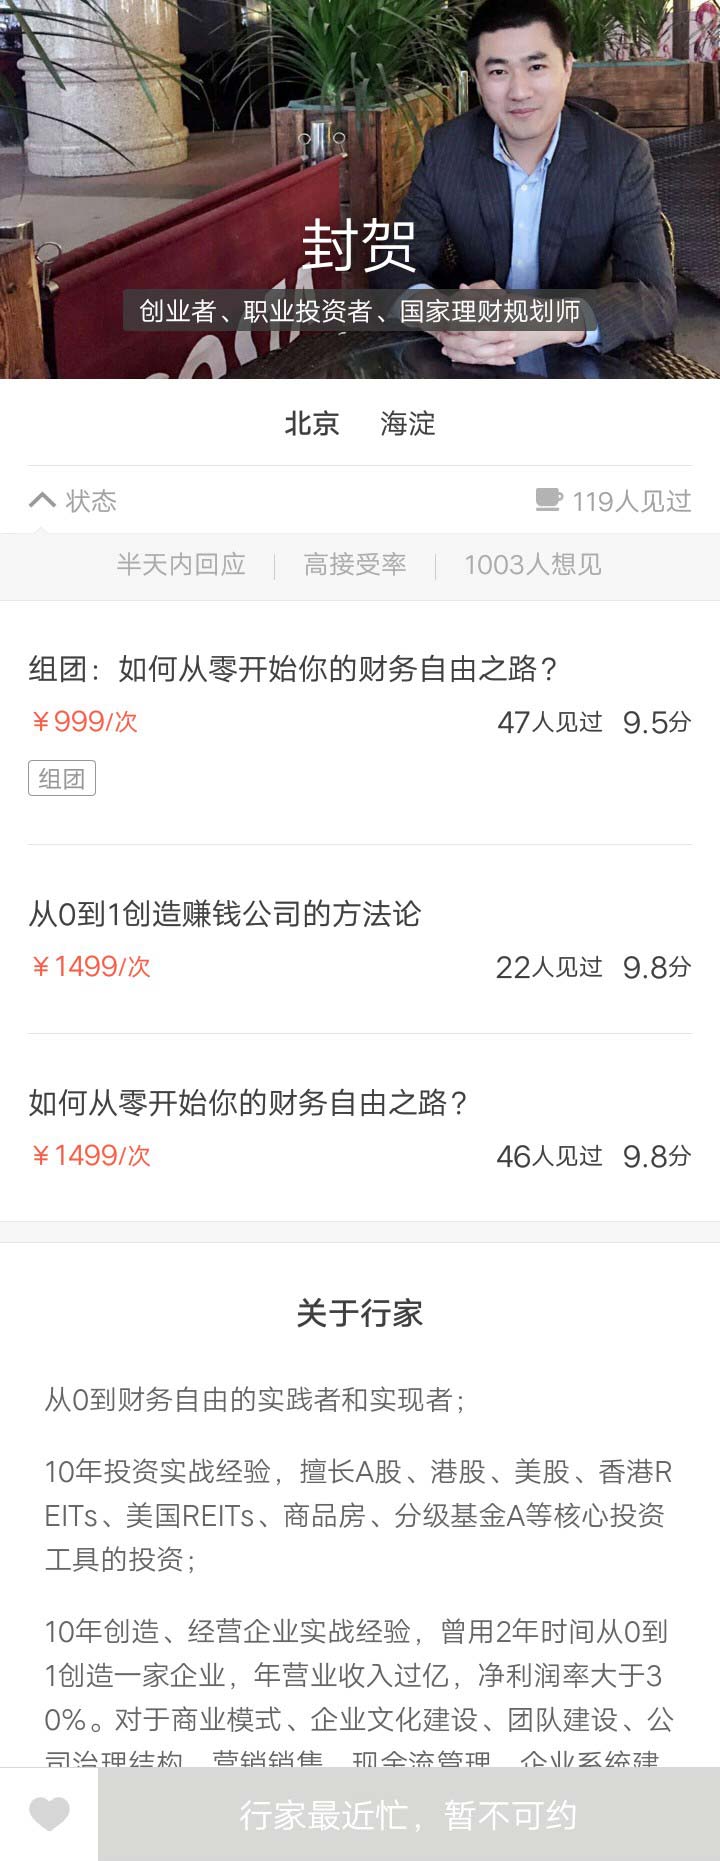 封贺
创业者、职业投资者、国家理财规划师
北京 海淀
状态 119人见过
半天内回应 高接受率 1003人想见
组团：如何从零开始你的财务自由之路？
￥999/次 47人见过 9.5分
组团
从0到1创造赚钱公司的方法论
￥1499/次 22人见过 9.8分
如何从零开始你的财务自由之路？
￥1499/次 46人见过 9.8分
关于行家
从0到财务自由的实践者和实现者；
10年投资实战经验，擅长A股、港股、美股、香港R
EITs、美国REITs、商品房、分级基金A等核心投资
工具的投资；
10年创造、经营企业实战经验，曾用2年时间从0到
1创造一家企业，年营业收入过亿，净利润率大于3
0%。对于商业模式、企业文化建设、团队建设、公
司治理结构、营销销售、现金流管理、企业系统建
行家最近忙，暂不可约